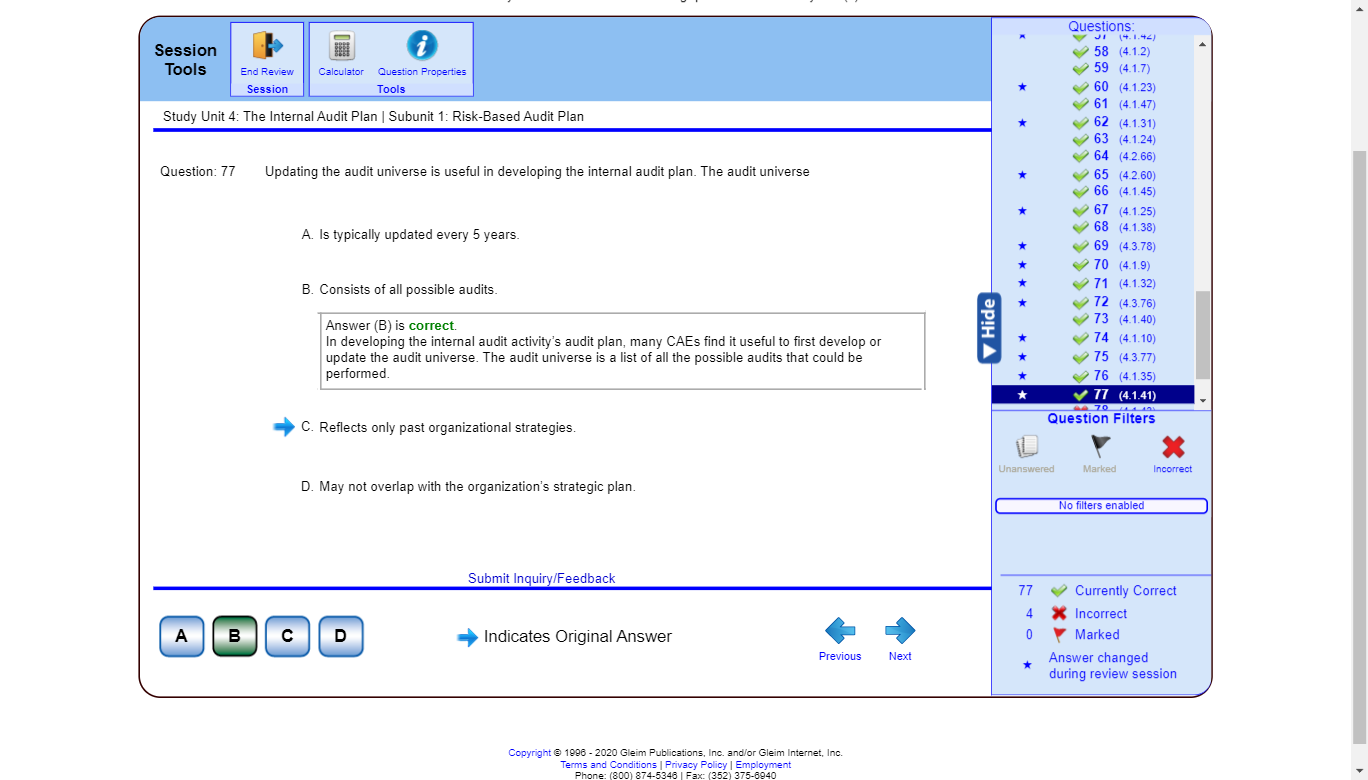 Session
Tools
End Review
Session
Calculator
Question Properties
Tools
Study Unit 4: The Internal Audit Plan | Subunit 1: Risk-Based Audit Plan
Question: 77 Updating the audit universe is useful in developing the internal audit plan. The audit universe
A. Is typically updated every 5 years.
B. Consists of all possible audits.
Answer (B) is correct.
In developing the internal audit activity's audit plan, many CAEs find it useful to first develop or
update the audit universe. The audit universe is a list of all the possible audits that could be
performed.
C. Reflects only past organizational strategies.
D. May not overlap with the organization's strategic plan.
Submit Inquiry/Feedback
A B C D
Indicates Original Answer
Previous
Next
Questions:
57 (4.1.42)
58 (4.1.2)
59 (4.1.7)
60 (4.1.23)
61 (4.1.47)
62 (4.1.31)
63 (4.1.24)
64 (4.2.66)
65 (4.2.60)
66 (4.1.45)
67 (4.1.25)
68 (4.1.38)
69 (4.3.78)
70 (4.1.9)
71 (4.1.32)
72 (4.3.76)
73 (4.1.40)
74 (4.1.10)
75 (4.3.77)
76 (4.1.35)
77 (4.1.41)
Hide
Question Filters
Unanswered
Marked
Incorrect
No filters enabled
77 Currently Correct
4 Incorrect
0 Marked
Answer changed
during review session
Copyright © 1996 - 2020 Gleim Publications, Inc. and/or Gleim Internet, Inc.
Terms and Conditions | Privacy Policy | Employment
Phone: (800) 874-5346 | Fax: (352) 375-6940